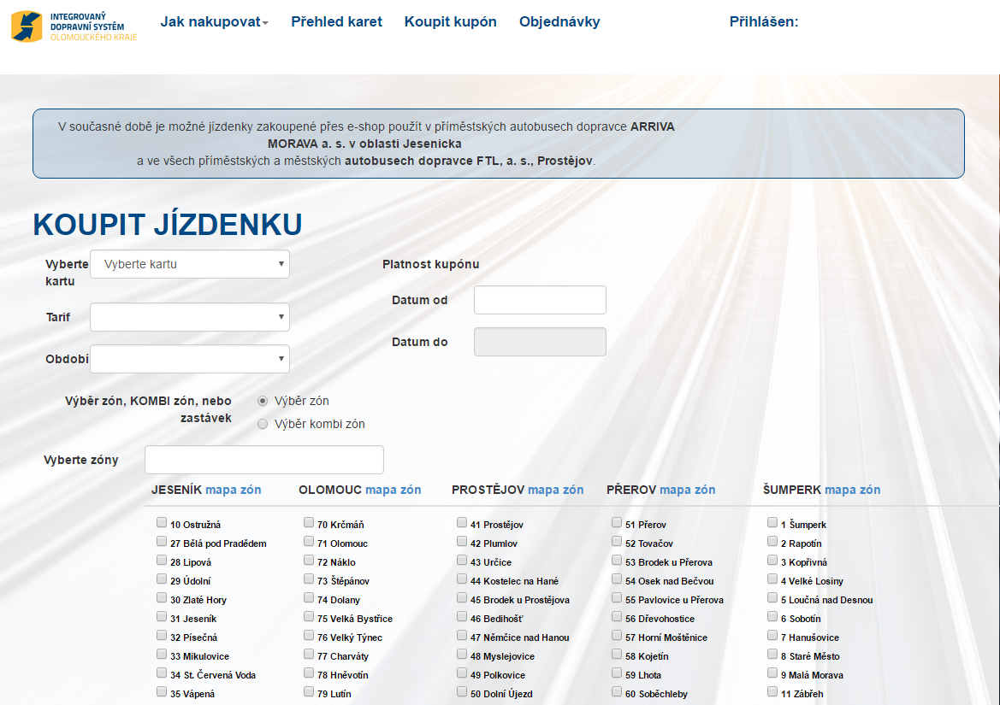 INTEGROVANÝ
DOPRAVNÍ SYSTÉM
OLOMOUCKÉHO KRAJE
Jak nakupovat
Přehled karet
Koupit kupón
Objednávky
Přihlášen:
V současné době je možné jízdenky zakoupené přes e-shop použít v příměstských autobusech dopravce ARRIVA
MORAVA a. s. v oblasti Jesenicka
a ve všech příměstských a městských autobusech dopravce FTL, a. s., Prostějov.
KOUPIT JÍZDENKU
Vyberte
kartu
Vyberte kartu
Platnost kupónu
Tarif
Datum od
Období
Datum do
Výběr zón, KOMBI zón, nebo
zastávek
Výběr zón
Výběr kombi zón
Vyberte zóny
JESENÍK mapa zón
10 Ostružná
27 Bělá pod Pradědem
28 Lipová
29 Údolní
30 Zlaté Hory
31 Jeseník
32 Písečná
33 Mikulovice
34 St. Červená Voda
35 Vápená
OLOMOUC mapa zón
70 Krčmáň
71 Olomouc
72 Náklo
73 Štěpánov
74 Dolany
75 Velká Bystřice
76 Velký Týnec
77 Charváty
78 Hněvotín
79 Lutín
PROSTĚJOV mapa zón
41 Prostějov
42 Plumlov
43 Určice
44 Kostelec na Hané
45 Brodek u Prostějova
46 Bedihošť
47 Němčice nad Hanou
48 Myslejovice
49 Polkovice
50 Dolní Újezd
PŘEROV mapa zón
51 Přerov
52 Tovačov
53 Brodek u Přerova
54 Osek nad Bečvou
55 Pavlovice u Přerova
56 Dřevohostice
57 Horní Moštěnice
58 Kojetín
59 Lhota
60 Soběchleby
ŠUMPERK mapa zón
1 Šumperk
2 Rapotín
3 Kopřivná
4 Velké Losiny
5 Loučná nad Desnou
6 Sobotín
7 Hanušovice
8 Staré Město
9 Malá Morava
11 Zábřeh